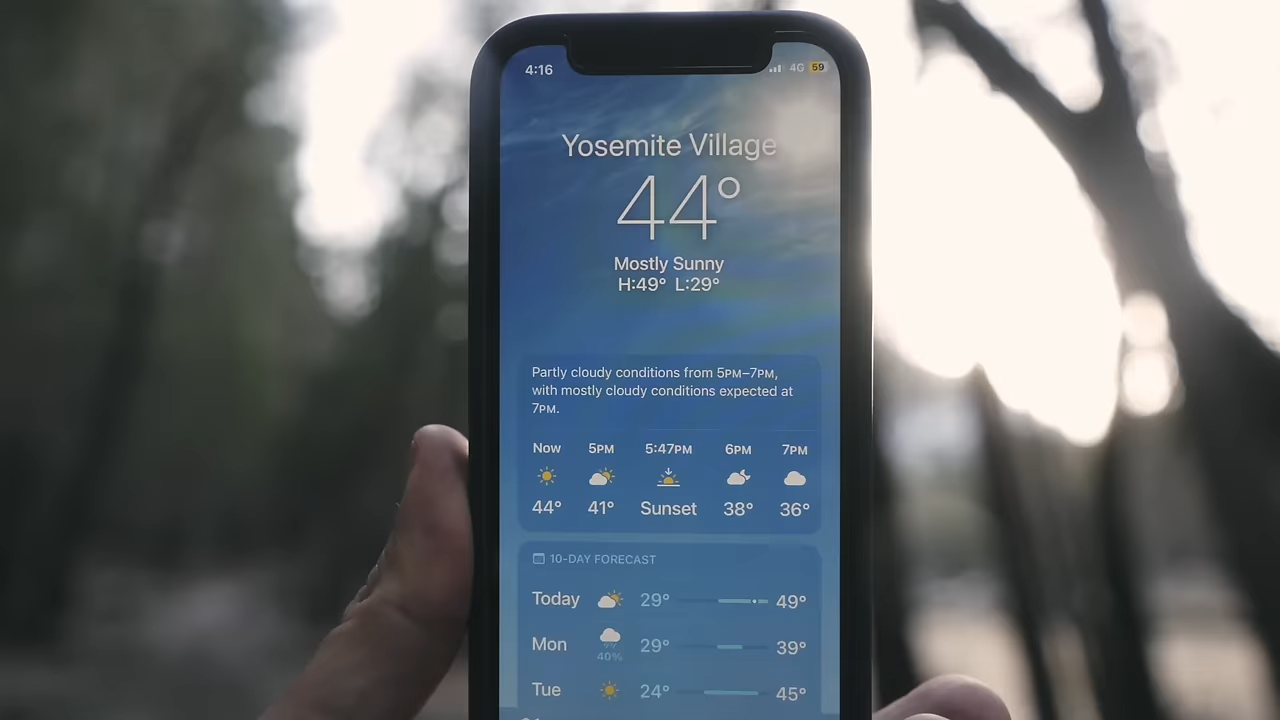 4:16 4G 59
Yosemite Village
44°
Mostly Sunny
H:49° L:29°
Partly cloudy conditions from 5PM–7PM,
with mostly cloudy conditions expected at
7PM.
Now 5PM 5:47PM 6PM 7PM
44° 41° Sunset 38° 36°
10-DAY FORECAST
Today 29° 49°
Mon 40% 29° 39°
Tue 24° 45°